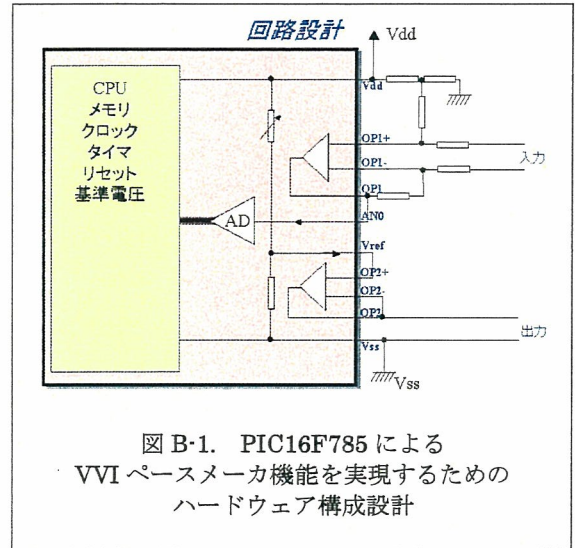 回路設計
Vdd
CPU
メモリ
クロック
タイマ
リセット
基準電圧
Vdd
OP1+
OP1-
入力
OP1
AN0
AD
Vref
OP2+
OP2-
OP2
出力
Vss
Vss
図 B-1. PIC16F785 による
VVI ペースメーカ機能を実現するための
ハードウェア構成設計